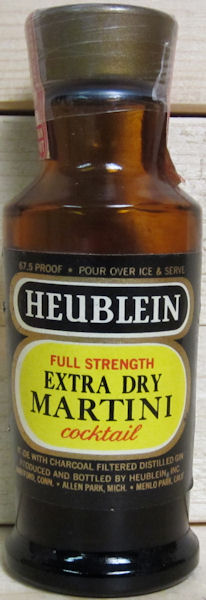 67.5 PROOF • POUR OVER ICE & SERVE
HEUBLEIN
FULL STRENGTH
EXTRA DRY
MARTINI
cocktail
WITH CHARCOAL FILTERED DISTILLED GIN
PRODUCED AND BOTTLED BY HEUBLEIN, INC.
HARTFORD, CONN. • ALLEN PARK, MICH. • MENLO PARK, CALIF.